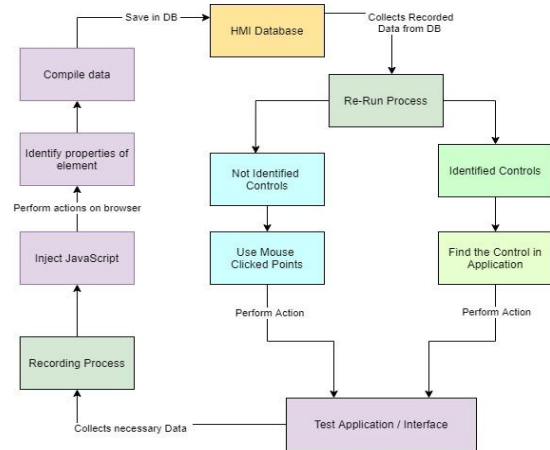 Save in DB
HMI Database
Collects Recorded
Data from DB
Compile data
Re-Run Process
Identify properties of
element
Not Identified
Controls
Identified Controls
Perform actions on browser
Inject JavaScript
Use Mouse
Clicked Points
Find the Control in
Application
Perform Action
Perform Action
Recording Process
Collects necessary Data
Test Application / Interface